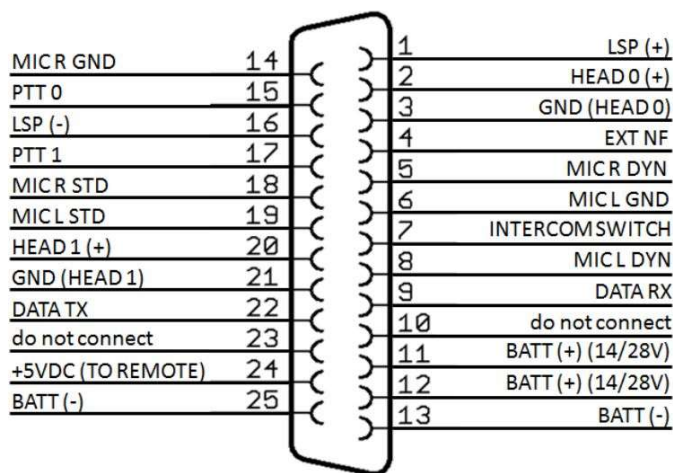 MIC R GND 14
PTT 0 15
LSP (-) 16
PTT 1 17
MIC R STD 18
MIC L STD 19
HEAD 1 (+) 20
GND (HEAD 1) 21
DATA TX 22
do not connect 23
+5VDC (TO REMOTE) 24
BATT (-) 25
1 LSP (+)
2 HEAD 0 (+)
3 GND (HEAD 0)
4 EXT NF
5 MIC R DYN
6 MIC L GND
7 INTERCOM SWITCH
8 MIC L DYN
9 DATA RX
10 do not connect
11 BATT (+) (14/28V)
12 BATT (+) (14/28V)
13 BATT (-)